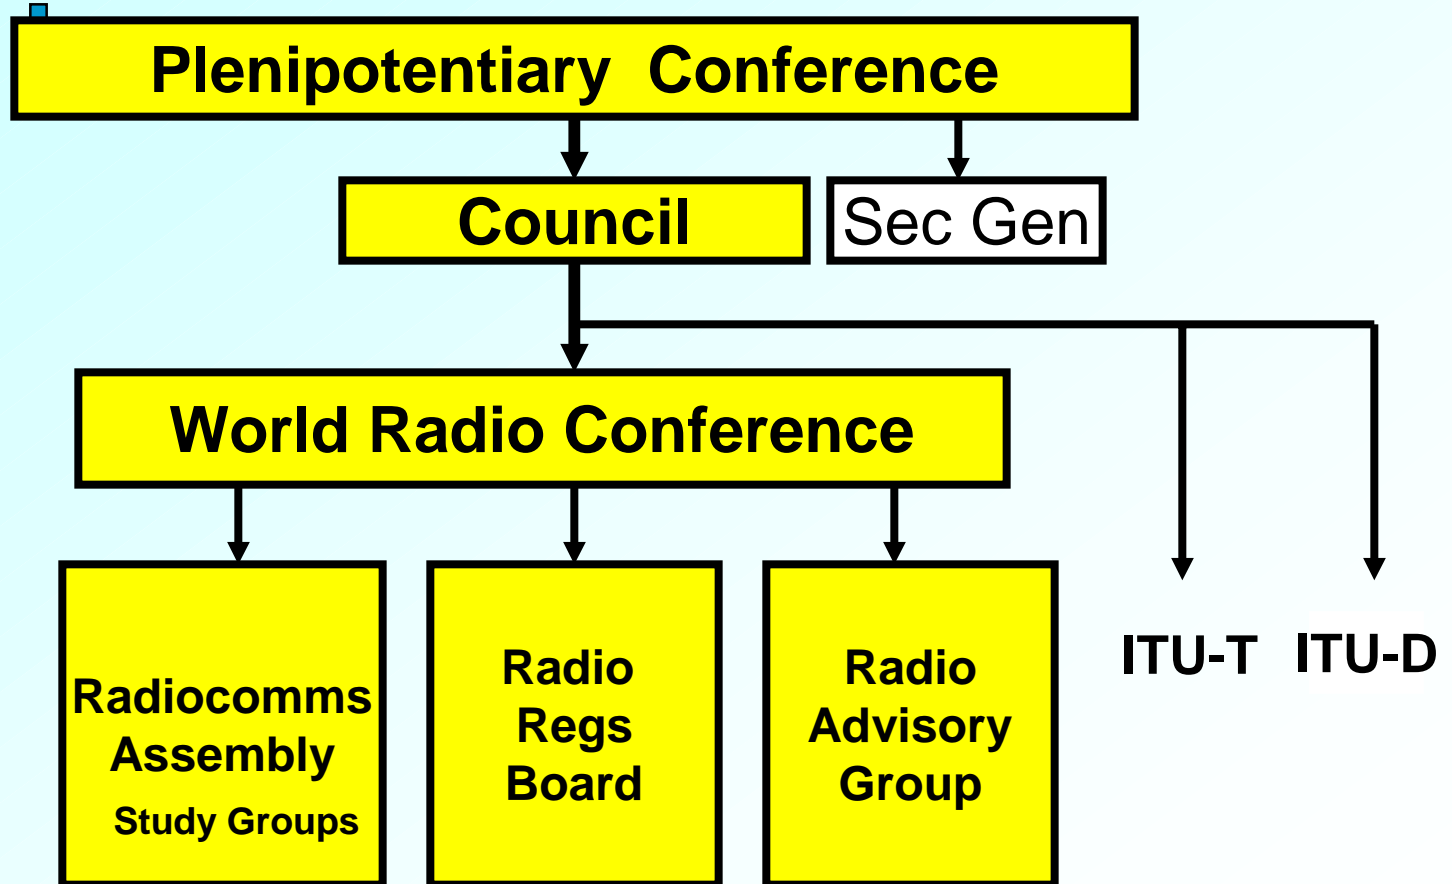 Plenipotentiary Conference
Council
Sec Gen
World Radio Conference
Radiocomms
Assembly
Study Groups
Radio
Regs
Board
Radio
Advisory
Group
ITU-T
ITU-D